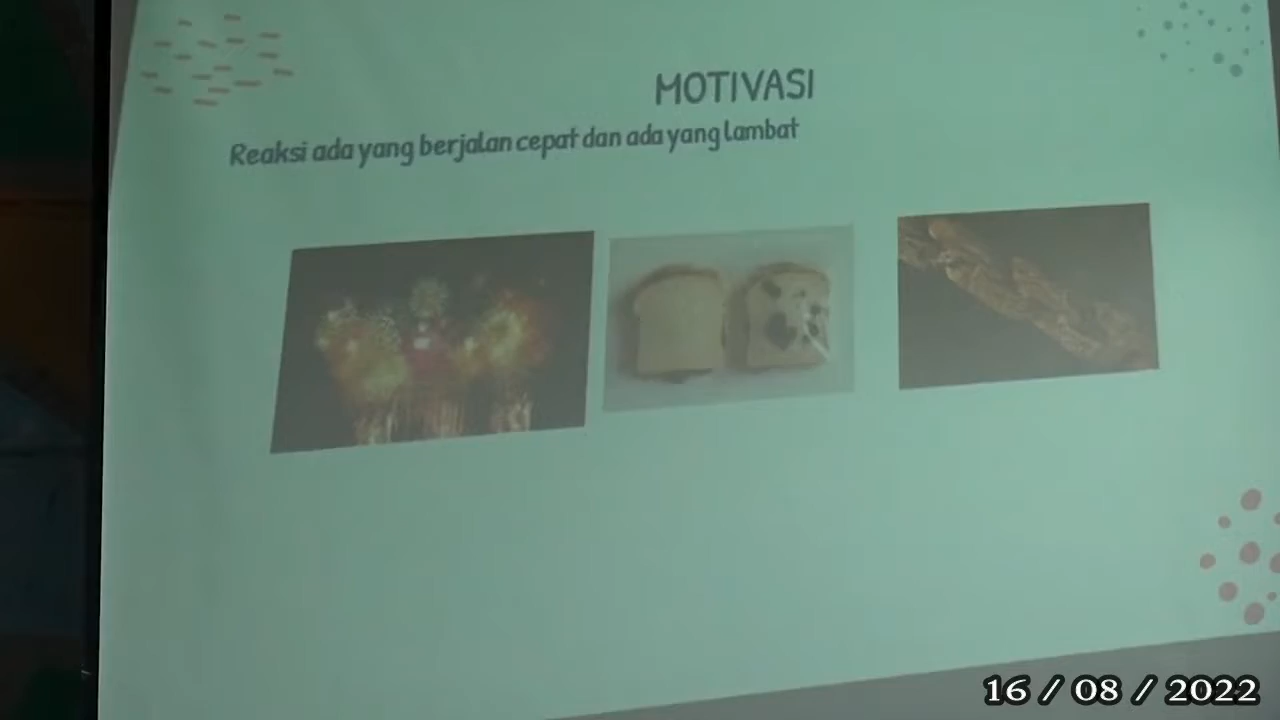 MOTIVASI
Reaksi ada yang berjalan cepat dan ada yang lambat
16 / 08 / 2022